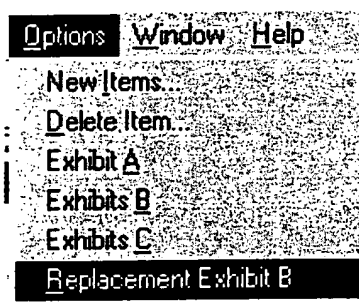 Options Window Help
New Items...
Delete Item...
Exhibit A
Exhibits B
Exhibits C
Replacement Exhibit B